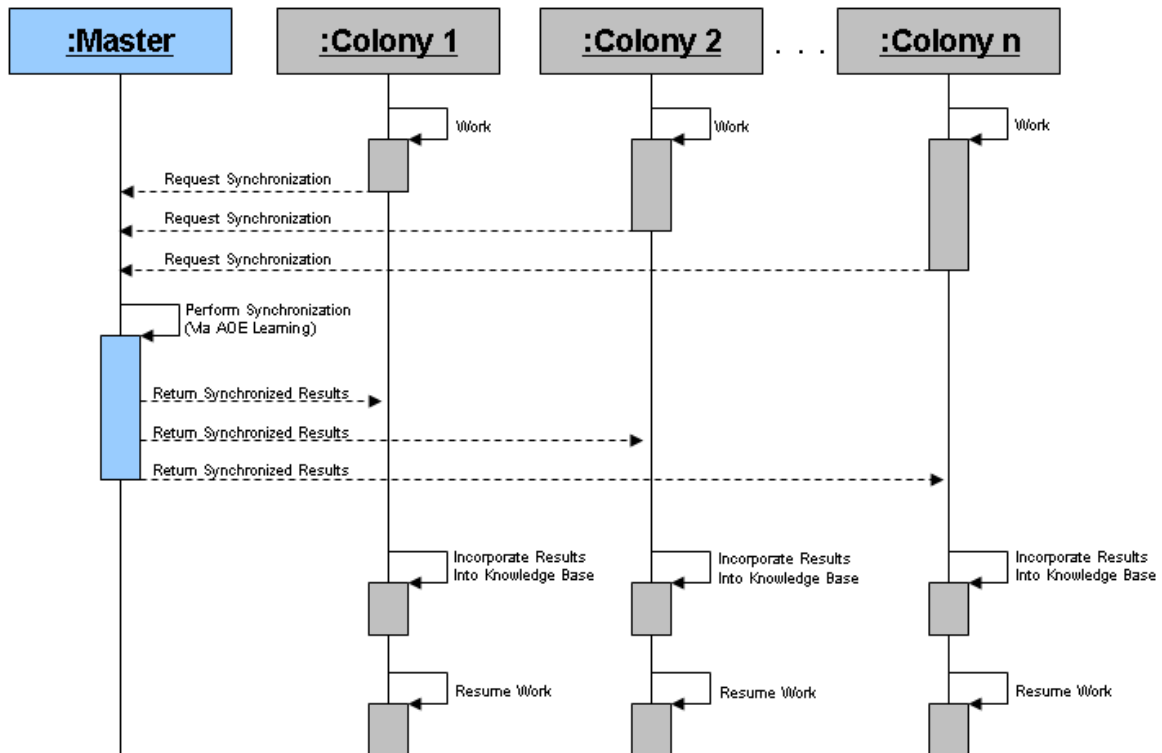 :Master
:Colony 1
:Colony 2
. . .
:Colony n
Work
Work
Work
Request Synchronization
Request Synchronization
Request Synchronization
Perform Synchronization
(Via AOE Learning)
Return Synchronized Results
Return Synchronized Results
Return Synchronized Results
Incorporate Results
Into Knowledge Base
Incorporate Results
Into Knowledge Base
Incorporate Results
Into Knowledge Base
Resume Work
Resume Work
Resume Work